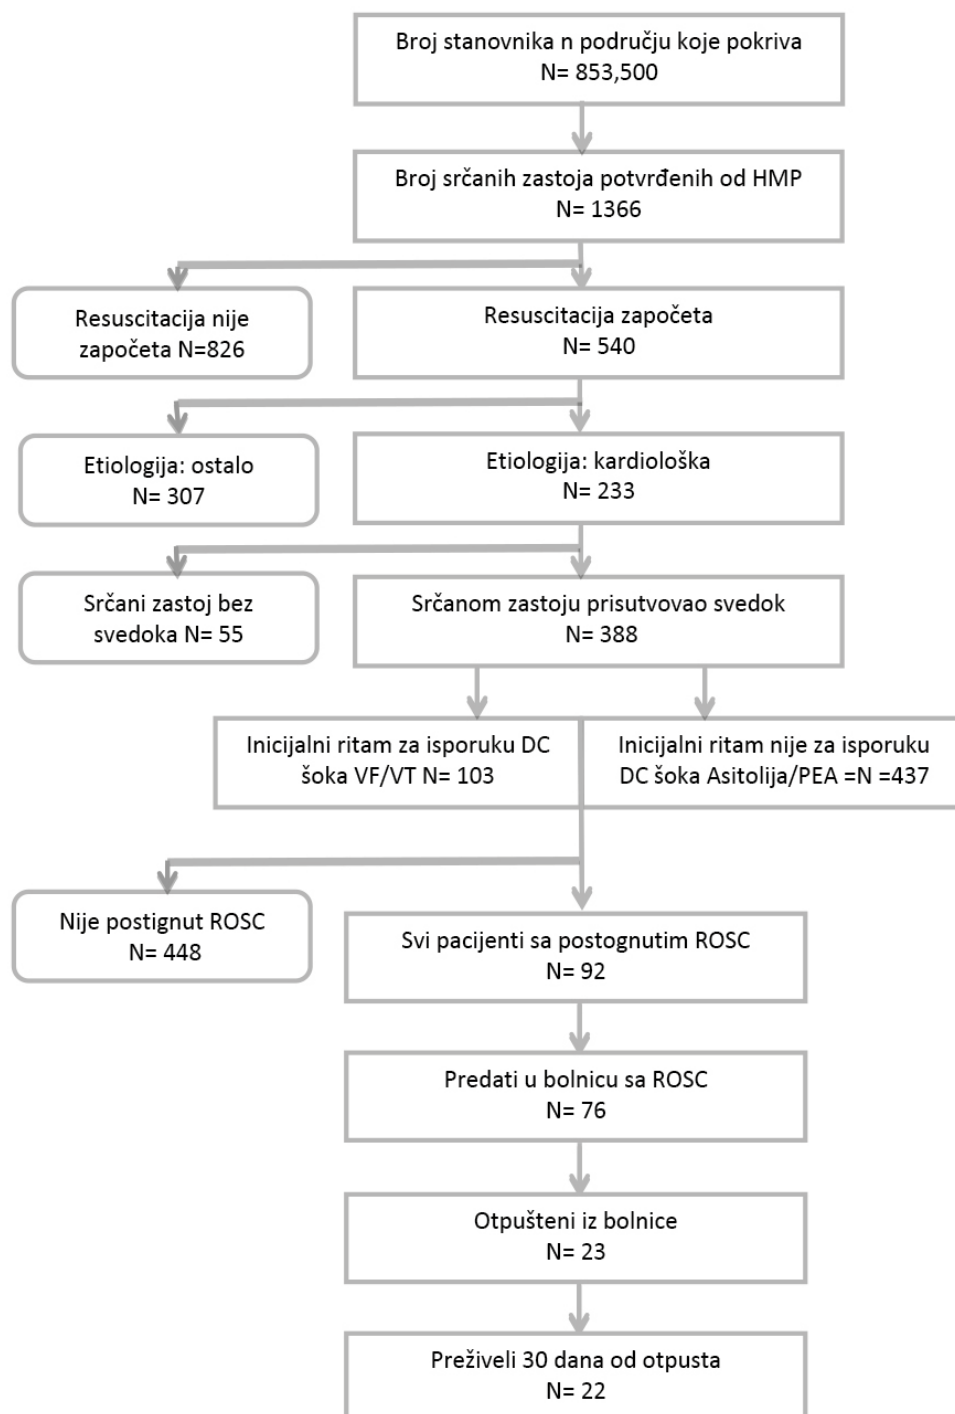 Broj stanovnika n području koje pokriva
N= 853,500
Broj srčanih zastoja potvrđenih od HMP
N= 1366
Resuscitacija nije
započeta N=826
Resuscitacija započeta
N= 540
Etiologija: ostalo
N= 307
Etiologija: kardiološka
N= 233
Srčani zastoj bez
svedoka N= 55
Srčanom zastoju prisutvovao svedok
N= 388
Inicijalni ritam za isporuku DC
šoka VF/VT N= 103
Inicijalni ritam nije za isporuku
DC šoka Asitolija/PEA =N =437
Nije postignut ROSC
N= 448
Svi pacijenti sa postognutim ROSC
N= 92
Predati u bolnicu sa ROSC
N= 76
Otpušteni iz bolnice
N= 23
Preživeli 30 dana od otpusta
N= 22